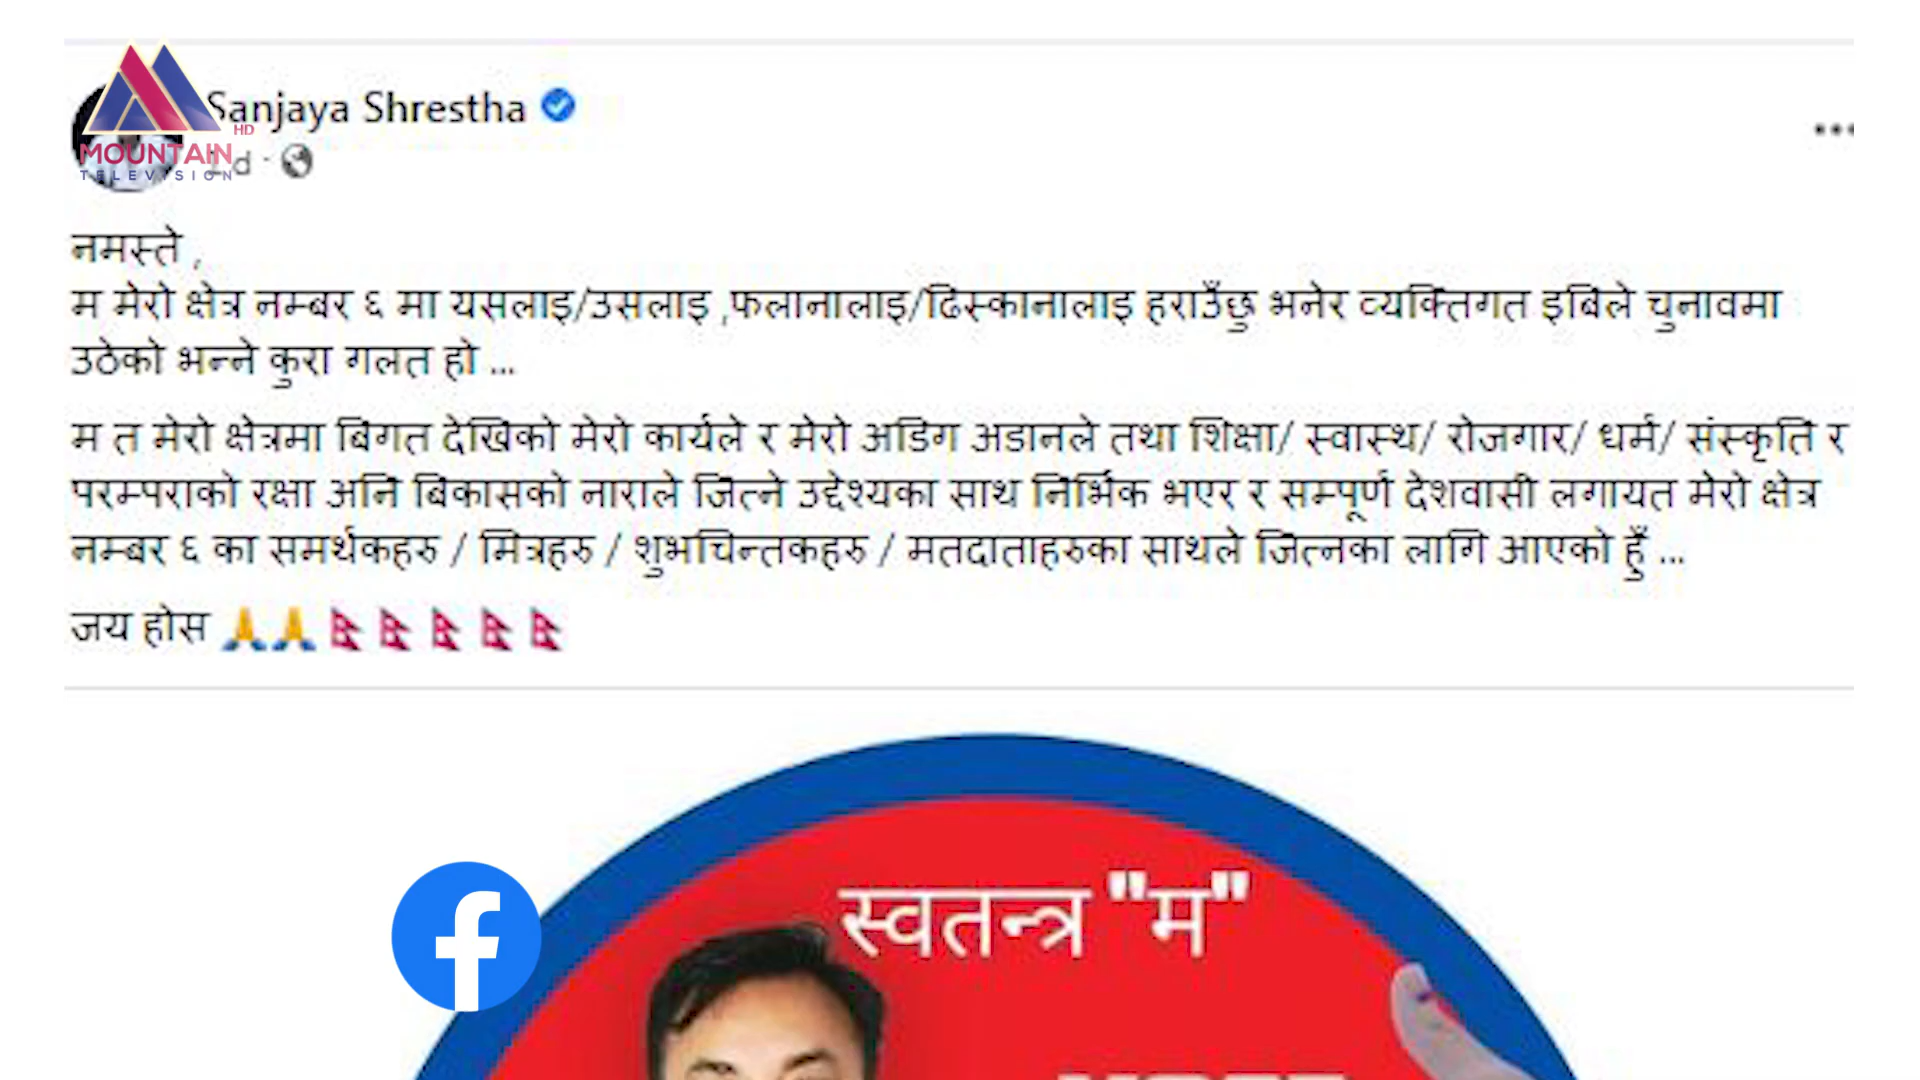 Sanjaya Shrestha
MOUNTAIN HD
TELEVISION
नमस्ते ,
म मेरो क्षेत्र नम्बर ६ मा यसलाइ/उसलाइ ,फलानालाइ/ढिस्कानालाइ हराउँछु भनेर व्यक्तिगत इबिले चुनावमा
उठेको भन्ने कुरा गलत हो ...
म त मेरो क्षेत्रमा बिगत देखिको मेरो कार्यले र मेरो अडिग अडानले तथा शिक्षा/ स्वास्थ/ रोजगार/ धर्म/ संस्कृति र
परम्पराको रक्षा अनि बिकासको नाराले जित्ने उद्देश्यका साथ निर्भिक भएर र सम्पूर्ण देशवासी लगायत मेरो क्षेत्र
नम्बर ६ का समर्थकहरु / मित्रहरु / शुभचिन्तकहरु / मतदाताहरुका साथले जित्नका लागि आएको हुँ ...
जय होस 🙏🙏🇳🇵🇳🇵🇳🇵🇳🇵🇳🇵
स्वतन्त्र "म"